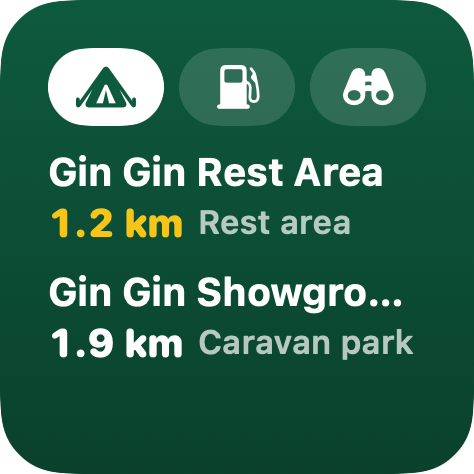 Gin Gin Rest Area
1.2 km Rest area
Gin Gin Showgro...
1.9 km Caravan park